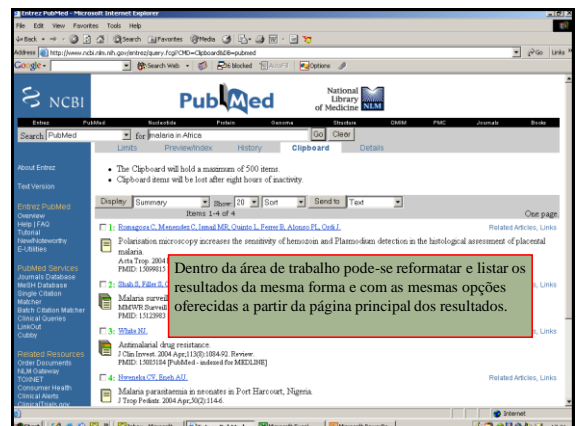 Entrez PubMed - Microsoft Internet Explorer
File Edit View Favorites Tools Help
Back Search Favorites Media
Address http://www.ncbi.nlm.nih.gov/entrez/query.fcgi?CMD=Clipboard&DB=pubmed Go Links
Google Search Web blocked AutoFill Options
NCBI PubMed National Library of Medicine NLM
Entrez PubMed Nucleotide Protein Genome Structure OMIM PMC Journals Books
Search PubMed for malaria in Africa Go Clear
Limits Preview/Index History Clipboard Details
About Entrez
Text Version
Entrez PubMed
Overview
Help | FAQ
Tutorial
New/Noteworthy
E-Utilities
PubMed Services
Journals Database
MeSH Database
Single Citation
Matcher
Batch Citation Matcher
Clinical Queries
LinkOut
Cubby
Related Resources
Order Documents
NLM Gateway
TOXNET
Consumer Health
Clinical Alerts
ClinicalTrials.gov
• The Clipboard will hold a maximum of 500 items.
• Clipboard items will be lost after eight hours of inactivity.
Display Summary Show: 20 Sort Send to Text
Items 1-4 of 4 One page.
1: Romagosa C, Menendez C, Ismail MR, Quinto L, Ferrer B, Alonso PL, Ordi J. Related Articles, Links
Polarisation microscopy increases the sensitivity of hemozoin and Plasmodium detection in the histological assessment of placental
malaria.
Acta Trop. 2004
PMID: 15099815
2: Shah S, Filler S, Links
Malaria surveil
MMWR Surveill
PMID: 15123983
3: White NJ. Links
Antimalarial drug resistance.
J Clin Invest. 2004 Apr;113(8):1084-92. Review.
PMID: 15085184 [PubMed - indexed for MEDLINE]
4: Nweneka CV, Eneh AU. Related Articles, Links
Malaria parasitaemia in neonates in Port Harcourt, Nigeria.
J Trop Pediatr. 2004 Apr;50(2):114-6.
Dentro da área de trabalho pode-se reformatar e listar os
resultados da mesma forma e com as mesmas opções
oferecidas a partir da página principal dos resultados.
Internet